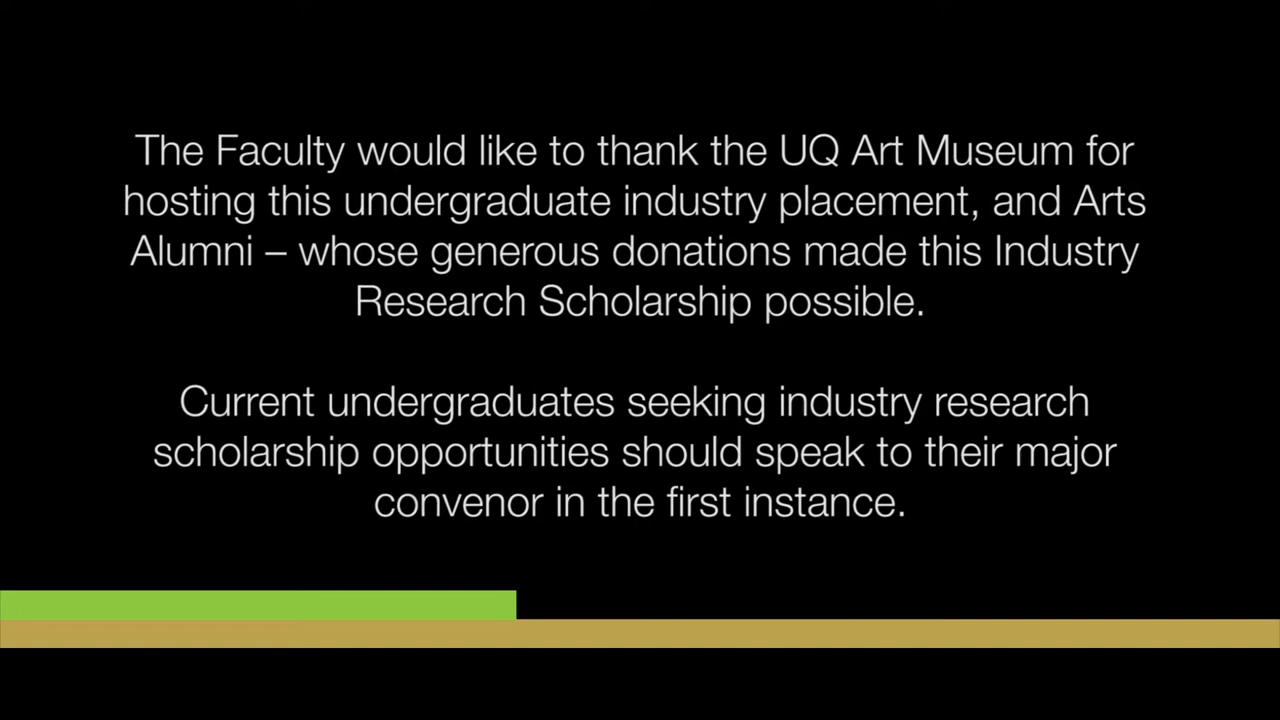 The Faculty would like to thank the UQ Art Museum for
hosting this undergraduate industry placement, and Arts
Alumni – whose generous donations made this Industry
Research Scholarship possible.
Current undergraduates seeking industry research
scholarship opportunities should speak to their major
convenor in the first instance.